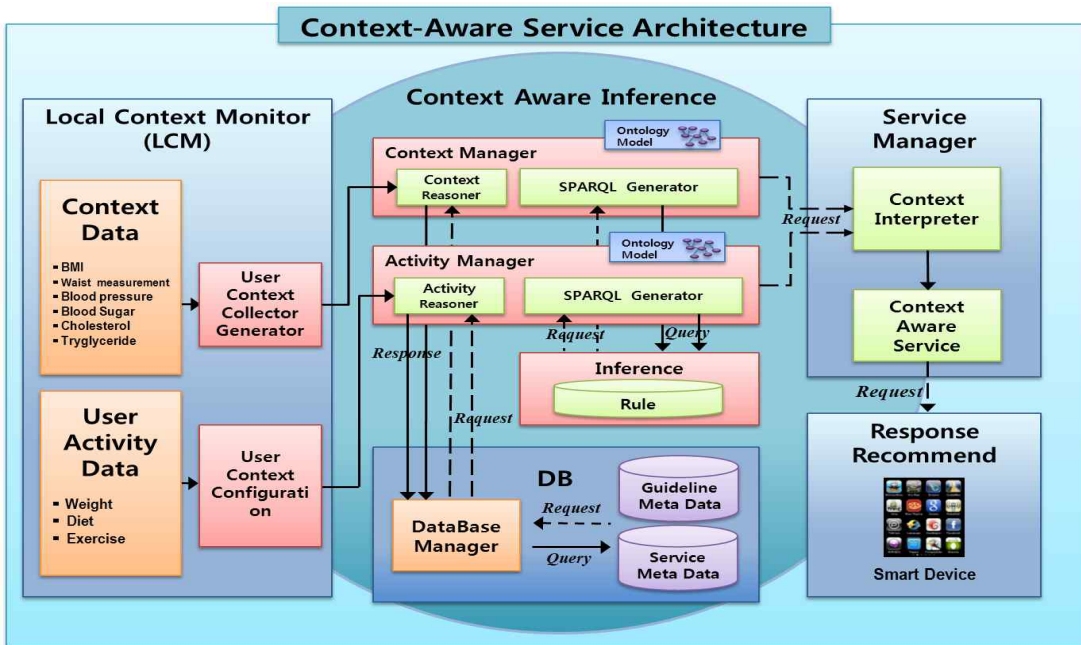 Context-Aware Service Architecture
Local Context Monitor
(LCM)
Context
Data
▪ BMI
▪ Waist measurement
▪ Blood pressure
▪ Blood Sugar
▪ Cholesterol
▪ Tryglyceride
User
Context
Collector
Generator
User
Activity
Data
▪ Weight
▪ Diet
▪ Exercise
User
Context
Configurati
on
Context Aware Inference
Ontology
Model
Context Manager
Context
Reasoner
SPARQL Generator
Ontology
Model
Activity Manager
Activity
Reasoner
SPARQL Generator
Response
Request
Query
Inference
Rule
Request
DB
Guideline
Meta Data
Request
DataBase
Manager
Query
Service
Meta Data
Service
Manager
Request
Context
Interpreter
Context
Aware
Service
Request
Response
Recommend
Smart Device